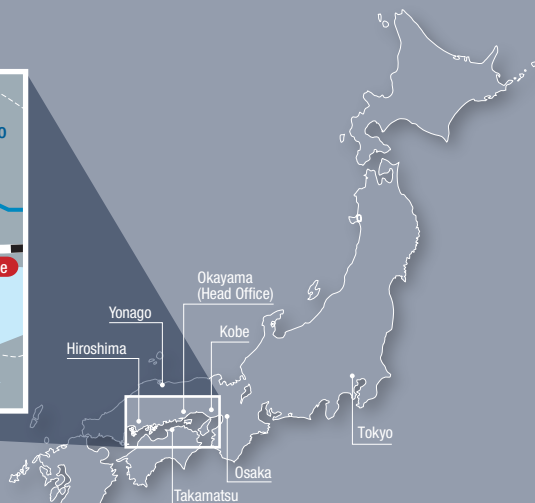 Okayama
(Head Office)
Yonago
Kobe
Hiroshima
Tokyo
Osaka
Takamatsu